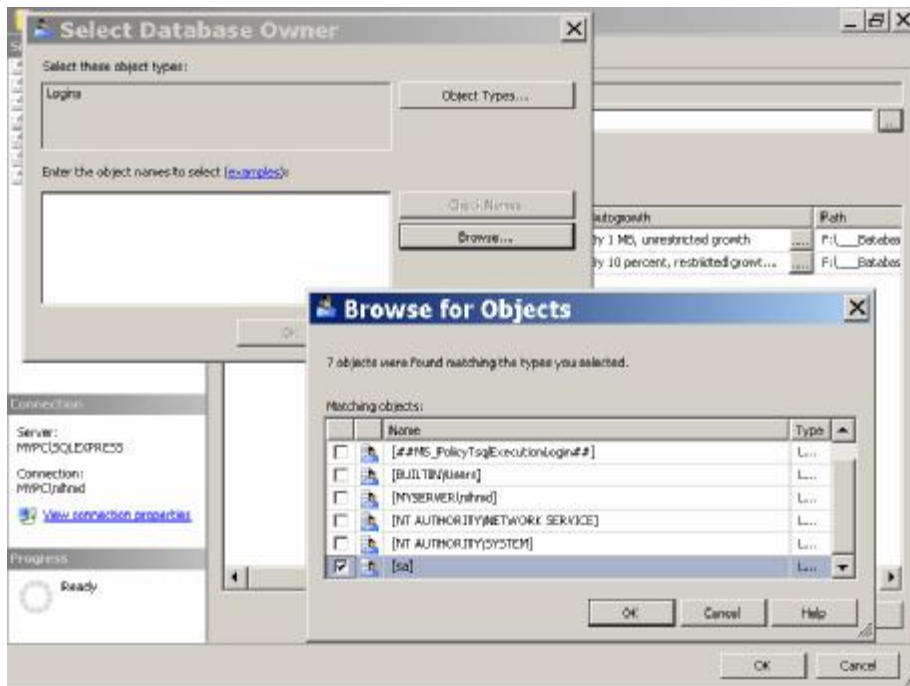 Select Database Owner
Select these object types:
Logins
Object Types...
Enter the object names to select (examples):
Check Names
Browse...
OK
Autogrowth
Path
By 1 MB, unrestricted growth
...
By 10 percent, restricted growt...
...
Browse for Objects
7 objects were found matching the types you selected.
Matching objects:
Name
Type
[##MS_PolicyTsqlExecutionLogin##]
L...
[BUILTIN\Users]
L...
[MYSERVER\nihmd]
L...
[NT AUTHORITY\NETWORK SERVICE]
L...
[NT AUTHORITY\SYSTEM]
L...
[sa]
L...
OK
Cancel
Help
Connection
Server:
MYPC\SQLEXPRESS
Connection:
MYPC\nihmd
View connection properties
Progress
Ready
OK
Cancel